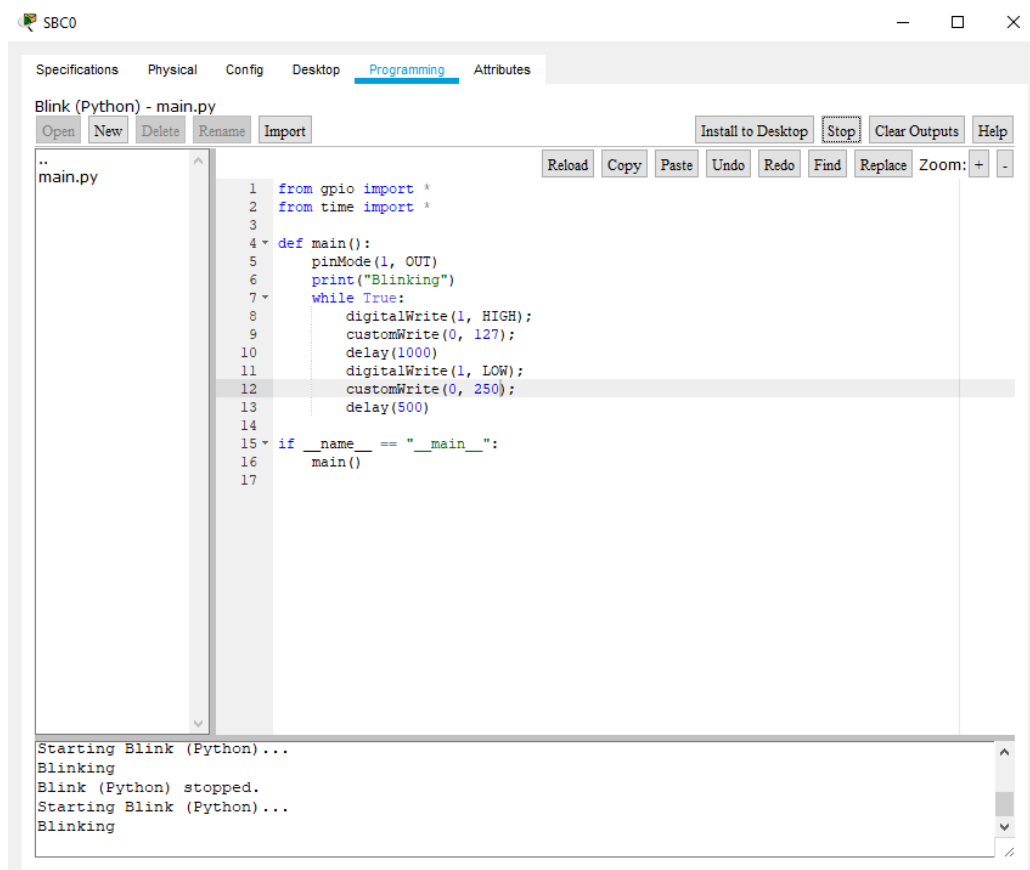 SBC0
Specifications Physical Config Desktop Programming Attributes
Blink (Python) - main.py
Open New Delete Rename Import Install to Desktop Stop Clear Outputs Help
..
main.py
Reload Copy Paste Undo Redo Find Replace Zoom: + -
1 from gpio import *
2 from time import *
3
4 def main():
5     pinMode(1, OUT)
6     print("Blinking")
7     while True:
8         digitalWrite(1, HIGH);
9         customWrite(0, 127);
10         delay(1000)
11         digitalWrite(1, LOW);
12         customWrite(0, 250);
13         delay(500)
14
15 if __name__ == "__main__":
16     main()
17
Starting Blink (Python)...
Blinking
Blink (Python) stopped.
Starting Blink (Python)...
Blinking